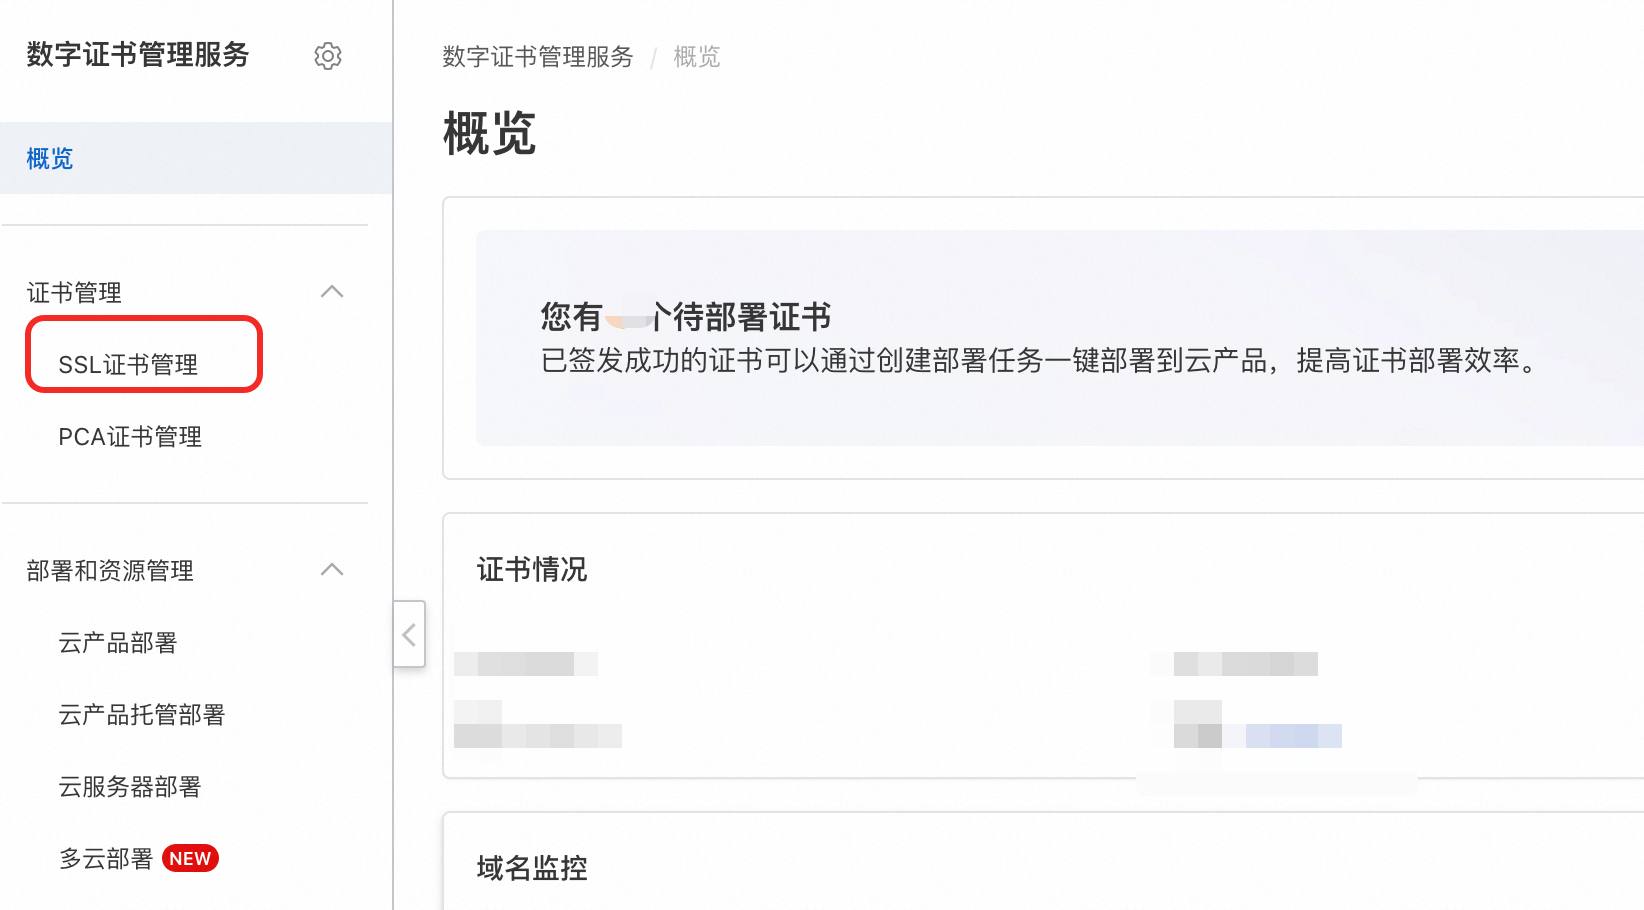 数字证书管理服务
概览
证书管理
SSL证书管理
PCA证书管理
部署和资源管理
云产品部署
云产品托管部署
云服务器部署
多云部署 NEW
数字证书管理服务 / 概览
概览
您有 个待部署证书
已签发成功的证书可以通过创建部署任务一键部署到云产品，提高证书部署效率。
证书情况
域名监控